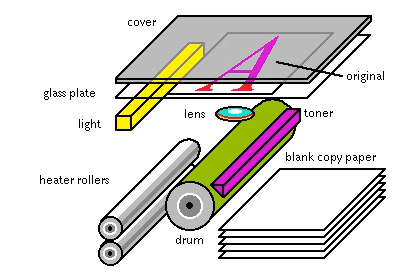 cover
original
glass plate
light
lens
toner
blank copy paper
heater rollers
drum
A